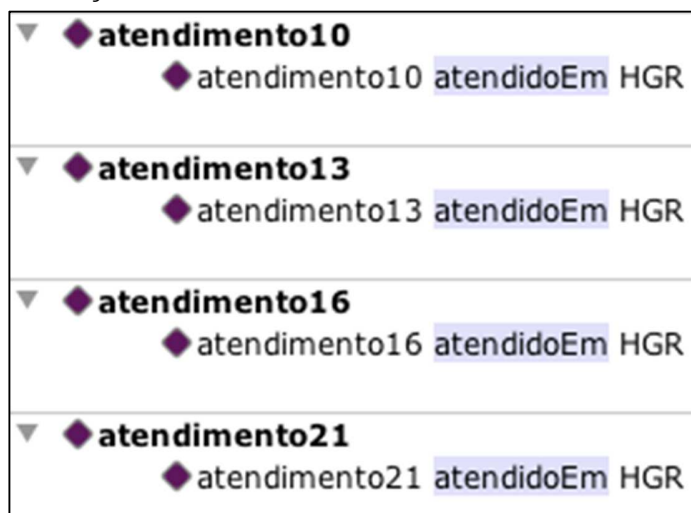 atendimento10
atendimento10 atendidoEm HGR
atendimento13
atendimento13 atendidoEm HGR
atendimento16
atendimento16 atendidoEm HGR
atendimento21
atendimento21 atendidoEm HGR